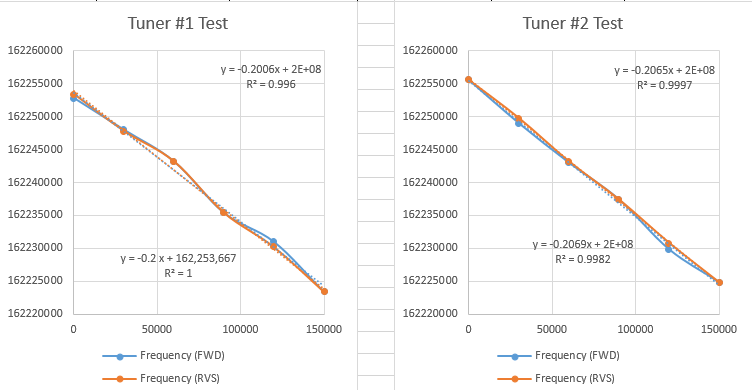 Tuner #1 Test
162260000
162255000
162250000
162245000
162240000
162235000
162230000
162225000
162220000
y = -0.2006x + 2E+08
R² = 0.996
y = -0.2 x + 162,253,667
R² = 1
0 50000 100000 150000
Frequency (FWD)
Frequency (RVS)
Tuner #2 Test
162260000
162255000
162250000
162245000
162240000
162235000
162230000
162225000
162220000
y = -0.2065x + 2E+08
R² = 0.9997
y = -0.2069x + 2E+08
R² = 0.9982
0 50000 100000 150000
Frequency (FWD)
Frequency (RVS)